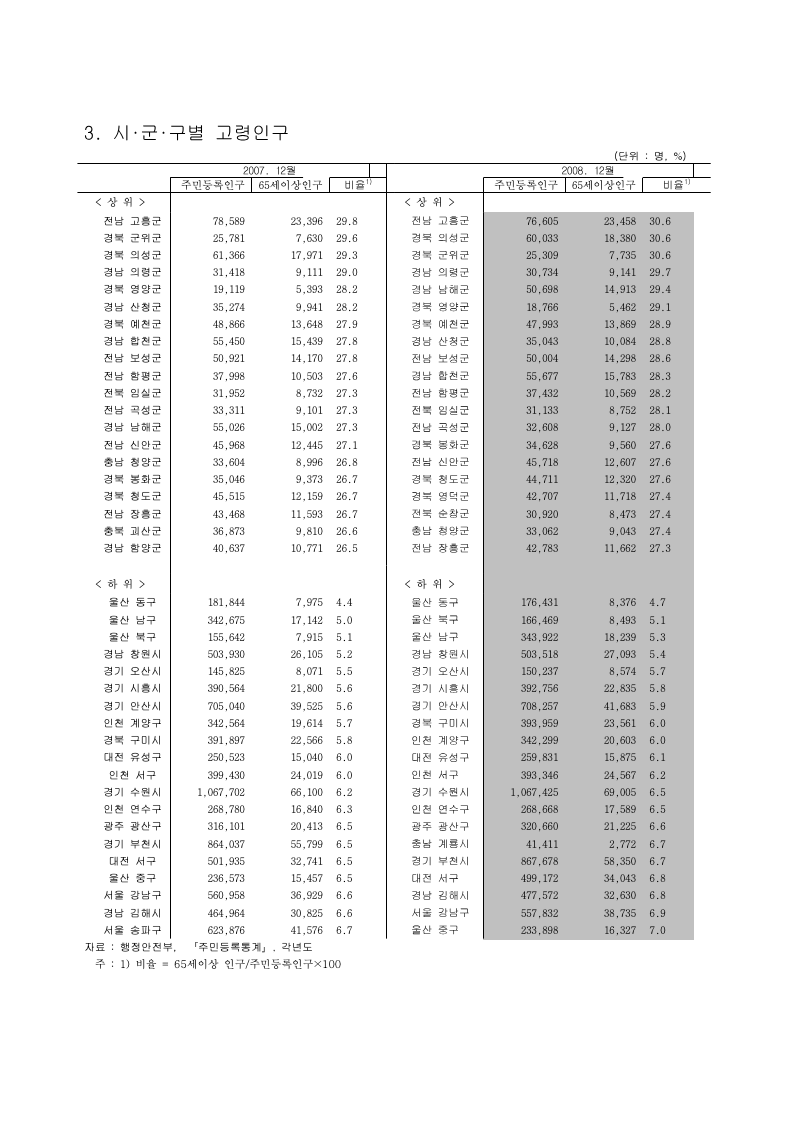 3. 시·군·구별 고령인구
(단위 : 명, %)
2007. 12월 2008. 12월
주민등록인구 65세이상인구 비율1) 주민등록인구 65세이상인구 비율1)
< 상 위 > < 상 위 >
전남 고흥군 78,589 23,396 29.8 전남 고흥군 76,605 23,458 30.6
경북 군위군 25,781 7,630 29.6 경북 의성군 60,033 18,380 30.6
경북 의성군 61,366 17,971 29.3 경북 군위군 25,309 7,735 30.6
경남 의령군 31,418 9,111 29.0 경남 의령군 30,734 9,141 29.7
경북 영양군 19,119 5,393 28.2 경남 남해군 50,698 14,913 29.4
경남 산청군 35,274 9,941 28.2 경북 영양군 18,766 5,462 29.1
경북 예천군 48,866 13,648 27.9 경북 예천군 47,993 13,869 28.9
경남 합천군 55,450 15,439 27.8 경남 산청군 35,043 10,084 28.8
전남 보성군 50,921 14,170 27.8 전남 보성군 50,004 14,298 28.6
전남 함평군 37,998 10,503 27.6 경남 합천군 55,677 15,783 28.3
전북 임실군 31,952 8,732 27.3 전남 함평군 37,432 10,569 28.2
전남 곡성군 33,311 9,101 27.3 전북 임실군 31,133 8,752 28.1
경남 남해군 55,026 15,002 27.3 전남 곡성군 32,608 9,127 28.0
전남 신안군 45,968 12,445 27.1 경북 봉화군 34,628 9,560 27.6
충남 청양군 33,604 8,996 26.8 전남 신안군 45,718 12,607 27.6
경북 봉화군 35,046 9,373 26.7 경북 청도군 44,711 12,320 27.6
경북 청도군 45,515 12,159 26.7 경북 영덕군 42,707 11,718 27.4
전남 장흥군 43,468 11,593 26.7 전북 순창군 30,920 8,473 27.4
충북 괴산군 36,873 9,810 26.6 충남 청양군 33,062 9,043 27.4
경남 함양군 40,637 10,771 26.5 전남 장흥군 42,783 11,662 27.3
< 하 위 > < 하 위 >
울산 동구 181,844 7,975 4.4 울산 동구 176,431 8,376 4.7
울산 남구 342,675 17,142 5.0 울산 북구 166,469 8,493 5.1
울산 북구 155,642 7,915 5.1 울산 남구 343,922 18,239 5.3
경남 창원시 503,930 26,105 5.2 경남 창원시 503,518 27,093 5.4
경기 오산시 145,825 8,071 5.5 경기 오산시 150,237 8,574 5.7
경기 시흥시 390,564 21,800 5.6 경기 시흥시 392,756 22,835 5.8
경기 안산시 705,040 39,525 5.6 경기 안산시 708,257 41,683 5.9
인천 계양구 342,564 19,614 5.7 경북 구미시 393,959 23,561 6.0
경북 구미시 391,897 22,566 5.8 인천 계양구 342,299 20,603 6.0
대전 유성구 250,523 15,040 6.0 대전 유성구 259,831 15,875 6.1
인천 서구 399,430 24,019 6.0 인천 서구 393,346 24,567 6.2
경기 수원시 1,067,702 66,100 6.2 경기 수원시 1,067,425 69,005 6.5
인천 연수구 268,780 16,840 6.3 인천 연수구 268,668 17,589 6.5
광주 광산구 316,101 20,413 6.5 광주 광산구 320,660 21,225 6.6
경기 부천시 864,037 55,799 6.5 충남 계룡시 41,411 2,772 6.7
대전 서구 501,935 32,741 6.5 경기 부천시 867,678 58,350 6.7
울산 중구 236,573 15,457 6.5 대전 서구 499,172 34,043 6.8
서울 강남구 560,958 36,929 6.6 경남 김해시 477,572 32,630 6.8
경남 김해시 464,964 30,825 6.6 서울 강남구 557,832 38,735 6.9
서울 송파구 623,876 41,576 6.7 울산 중구 233,898 16,327 7.0
자료 : 행정안전부, 「주민등록통계」. 각년도
주 : 1) 비율 = 65세이상 인구/주민등록인구×100